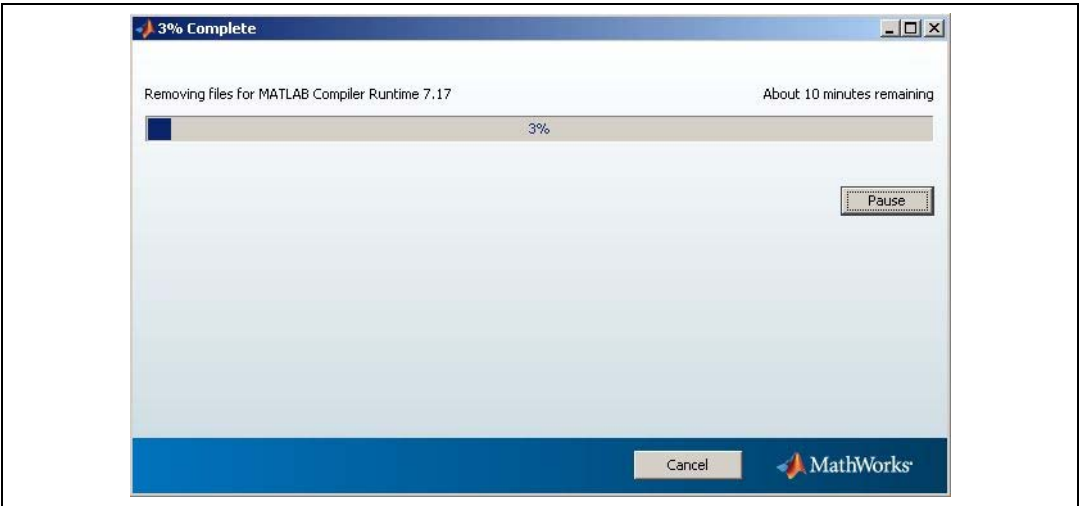 3% Complete
Removing files for MATLAB Compiler Runtime 7.17 About 10 minutes remaining
3%
Pause
Cancel
MathWorks